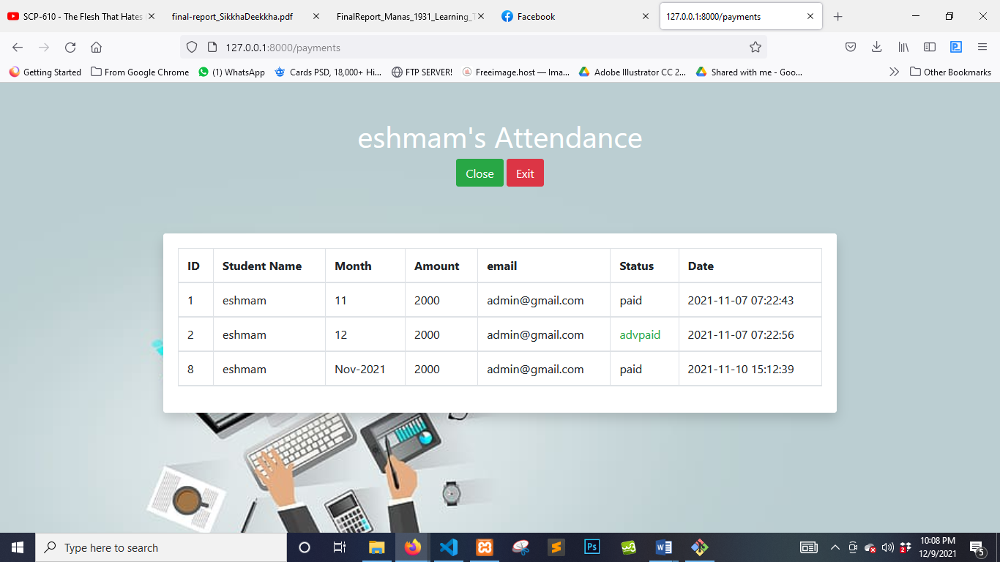 SCP-610 - The Flesh That Hates
final-report_SikkhaDeekkha.pdf
FinalReport_Manas_1931_Learning_
Facebook
127.0.0.1:8000/payments
127.0.0.1:8000/payments
Getting Started
From Google Chrome
(1) WhatsApp
Cards PSD, 18,000+ Hi...
FTP SERVER!
Freeimage.host — Ima...
Adobe Illustrator CC 2...
Shared with me - Goo...
Other Bookmarks
eshmam's Attendance
Close Exit
ID Student Name Month Amount email Status Date
1 eshmam 11 2000 admin@gmail.com paid 2021-11-07 07:22:43
2 eshmam 12 2000 admin@gmail.com advpaid 2021-11-07 07:22:56
8 eshmam Nov-2021 2000 admin@gmail.com paid 2021-11-10 15:12:39
Type here to search
Ps
10:08 PM
12/9/2021
5